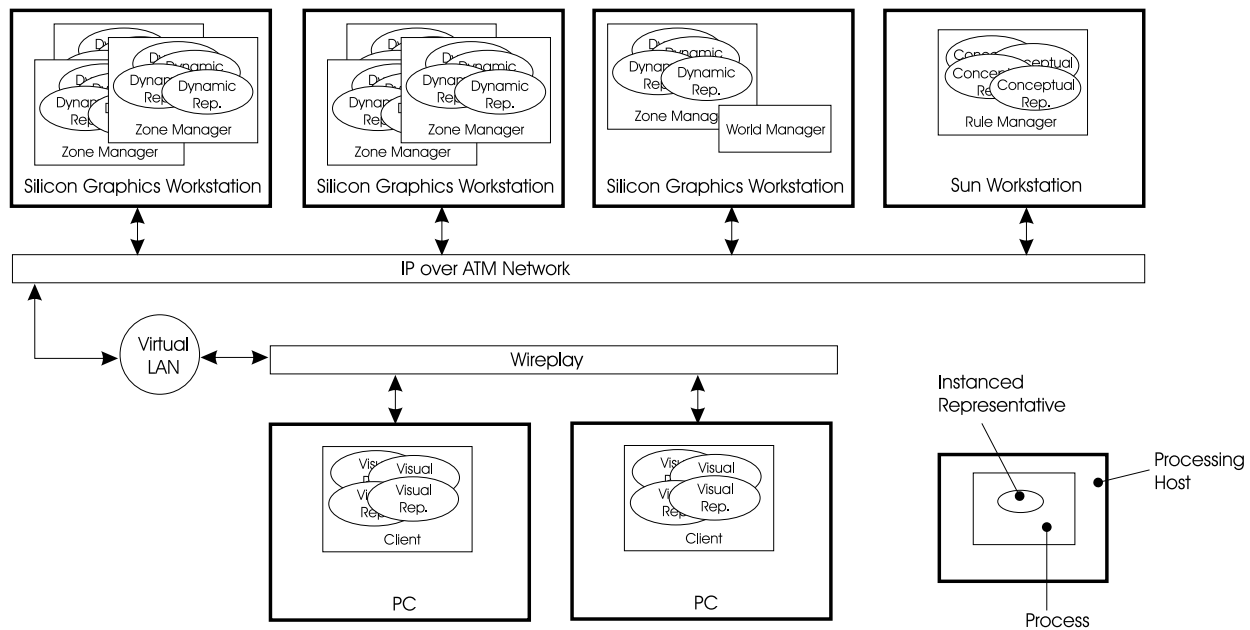 Dynamic
Rep.
Zone Manager
Zone Manager
Silicon Graphics Workstation
Dynamic
Rep.
Zone Manager
Zone Manager
Silicon Graphics Workstation
Dynamic
Dynamic
Rep.
Zone
World Manager
Silicon Graphics Workstation
Conceptual
Rep.
Rule Manager
Sun Workstation
IP over ATM Network
Virtual
LAN
Wireplay
Visual
Visual
Rep.
Client
PC
Visual
Visual
Rep.
Client
PC
Instanced
Representative
Processing
Host
Process